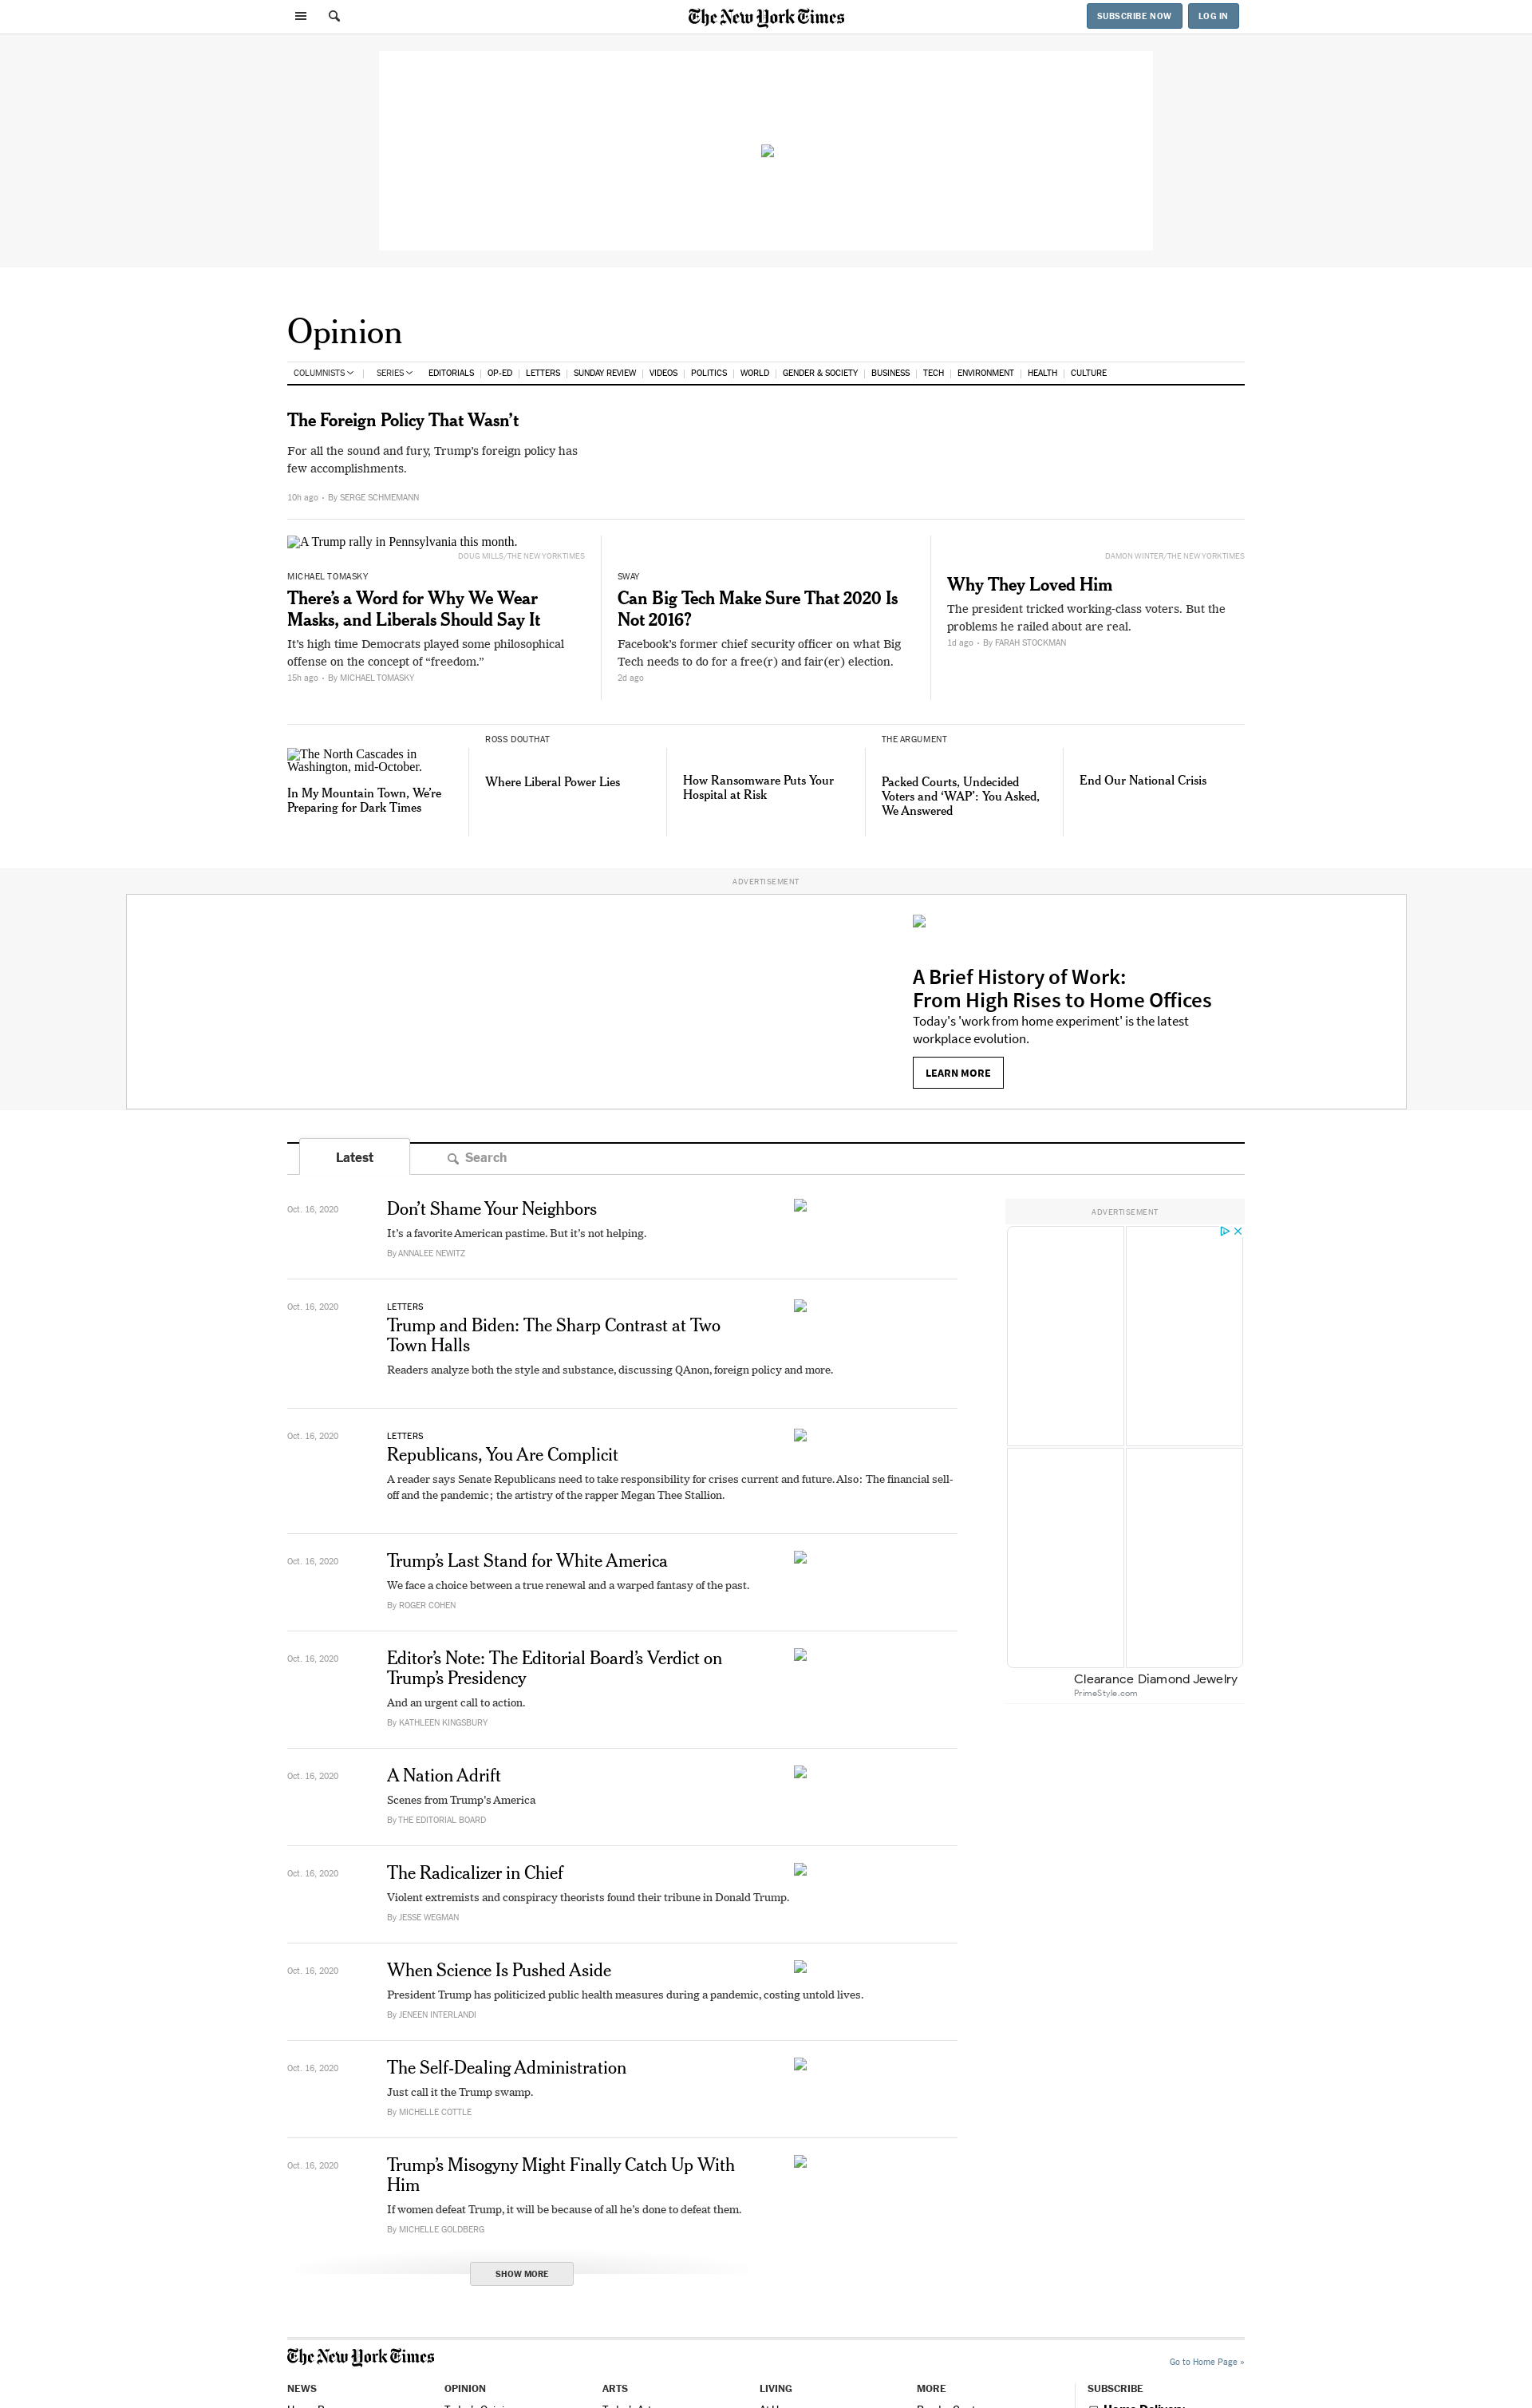 The New York Times
SUBSCRIBE NOW
LOG IN
Opinion
COLUMNISTS
SERIES
EDITORIALS
OP-ED
LETTERS
SUNDAY REVIEW
VIDEOS
POLITICS
WORLD
GENDER & SOCIETY
BUSINESS
TECH
ENVIRONMENT
HEALTH
CULTURE
The Foreign Policy That Wasn’t
For all the sound and fury, Trump’s foreign policy has
few accomplishments.
10h ago • By SERGE SCHMEMANN
A Trump rally in Pennsylvania this month.
DOUG MILLS/THE NEW YORK TIMES
MICHAEL TOMASKY
There’s a Word for Why We Wear
Masks, and Liberals Should Say It
It’s high time Democrats played some philosophical
offense on the concept of “freedom.”
15h ago • By MICHAEL TOMASKY
SWAY
Can Big Tech Make Sure That 2020 Is
Not 2016?
Facebook’s former chief security officer on what Big
Tech needs to do for a free(r) and fair(er) election.
2d ago
DAMON WINTER/THE NEW YORK TIMES
Why They Loved Him
The president tricked working-class voters. But the
problems he railed about are real.
1d ago • By FARAH STOCKMAN
The North Cascades in
Washington, mid-October.
In My Mountain Town, We’re
Preparing for Dark Times
ROSS DOUTHAT
Where Liberal Power Lies
How Ransomware Puts Your
Hospital at Risk
THE ARGUMENT
Packed Courts, Undecided
Voters and ‘WAP’: You Asked,
We Answered
End Our National Crisis
ADVERTISEMENT
A Brief History of Work:
From High Rises to Home Offices
Today's 'work from home experiment' is the latest
workplace evolution.
LEARN MORE
Latest
Search
Oct. 16, 2020
Don’t Shame Your Neighbors
It’s a favorite American pastime. But it’s not helping.
By ANNALEE NEWITZ
Oct. 16, 2020
LETTERS
Trump and Biden: The Sharp Contrast at Two
Town Halls
Readers analyze both the style and substance, discussing QAnon, foreign policy and more.
Oct. 16, 2020
LETTERS
Republicans, You Are Complicit
A reader says Senate Republicans need to take responsibility for crises current and future. Also: The financial sell-
off and the pandemic; the artistry of the rapper Megan Thee Stallion.
Oct. 16, 2020
Trump’s Last Stand for White America
We face a choice between a true renewal and a warped fantasy of the past.
By ROGER COHEN
Oct. 16, 2020
Editor’s Note: The Editorial Board’s Verdict on
Trump’s Presidency
And an urgent call to action.
By KATHLEEN KINGSBURY
Oct. 16, 2020
A Nation Adrift
Scenes from Trump’s America
By THE EDITORIAL BOARD
Oct. 16, 2020
The Radicalizer in Chief
Violent extremists and conspiracy theorists found their tribune in Donald Trump.
By JESSE WEGMAN
Oct. 16, 2020
When Science Is Pushed Aside
President Trump has politicized public health measures during a pandemic, costing untold lives.
By JENEEN INTERLANDI
Oct. 16, 2020
The Self-Dealing Administration
Just call it the Trump swamp.
By MICHELLE COTTLE
Oct. 16, 2020
Trump’s Misogyny Might Finally Catch Up With
Him
If women defeat Trump, it will be because of all he’s done to defeat them.
By MICHELLE GOLDBERG
SHOW MORE
ADVERTISEMENT
Clearance Diamond Jewelry
PrimeStyle.com
The New York Times
Go to Home Page »
NEWS
OPINION
ARTS
LIVING
MORE
SUBSCRIBE